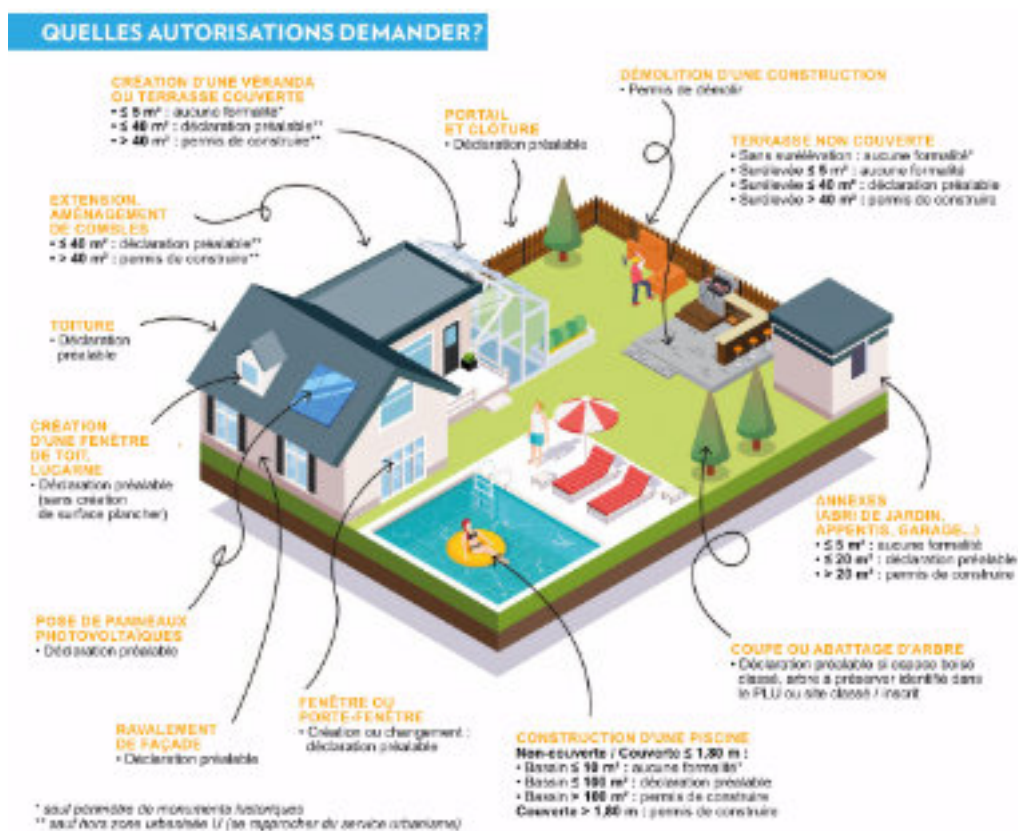 QUELLES AUTORISATIONS DEMANDER ?
CRÉATION D'UNE VÉRANDA
OU TERRASSE COUVERTE
• ≤ 5 m² : aucune formalité*
• ≤ 40 m² : déclaration préalable**
• > 40 m² : permis de construire**
PORTAIL
ET CLÔTURE
• Déclaration préalable
DÉMOLITION D'UNE CONSTRUCTION
• Permis de démolir
TERRASSE NON COUVERTE
• Sans surélévation : aucune formalité*
• Surélevée ≤ 5 m² : aucune formalité
• Surélevée ≤ 40 m² : déclaration préalable
• Surélevée > 40 m² : permis de construire
EXTENSION,
AMÉNAGEMENT
DE COMBLES
• ≤ 40 m² : déclaration préalable**
• > 40 m² : permis de construire**
TOITURE
• Déclaration
préalable
CRÉATION
D'UNE FENÊTRE
DE TOIT,
LUCARNE
• Déclaration préalable
(sans création
de surface plancher)
ANNEXES
(ABRI DE JARDIN,
APPENTIS, GARAGE...)
• ≤ 5 m² : aucune formalité
• ≤ 20 m² : déclaration préalable
• > 20 m² : permis de construire
POSE DE PANNEAUX
PHOTOVOLTAÏQUES
• Déclaration préalable
COUPE OU ABATTAGE D'ARBRE
• Déclaration préalable si espace boisé
classé, arbre à préserver identifié dans
le PLU ou site classé / inscrit
RAVALEMENT
DE FAÇADE
• Déclaration préalable
FENÊTRE OU
PORTE-FENÊTRE
• Création ou changement :
déclaration préalable
CONSTRUCTION D'UNE PISCINE
Non-couverte / Couverte ≤ 1,80 m :
• Bassin ≤ 10 m² : aucune formalité*
• Bassin ≤ 100 m² : déclaration préalable
• Bassin > 100 m² : permis de construire
Couverte > 1,80 m : permis de construire
* sauf périmètre de monuments historiques
** sauf hors zone urbanisée U (se rapprocher du service urbanisme)